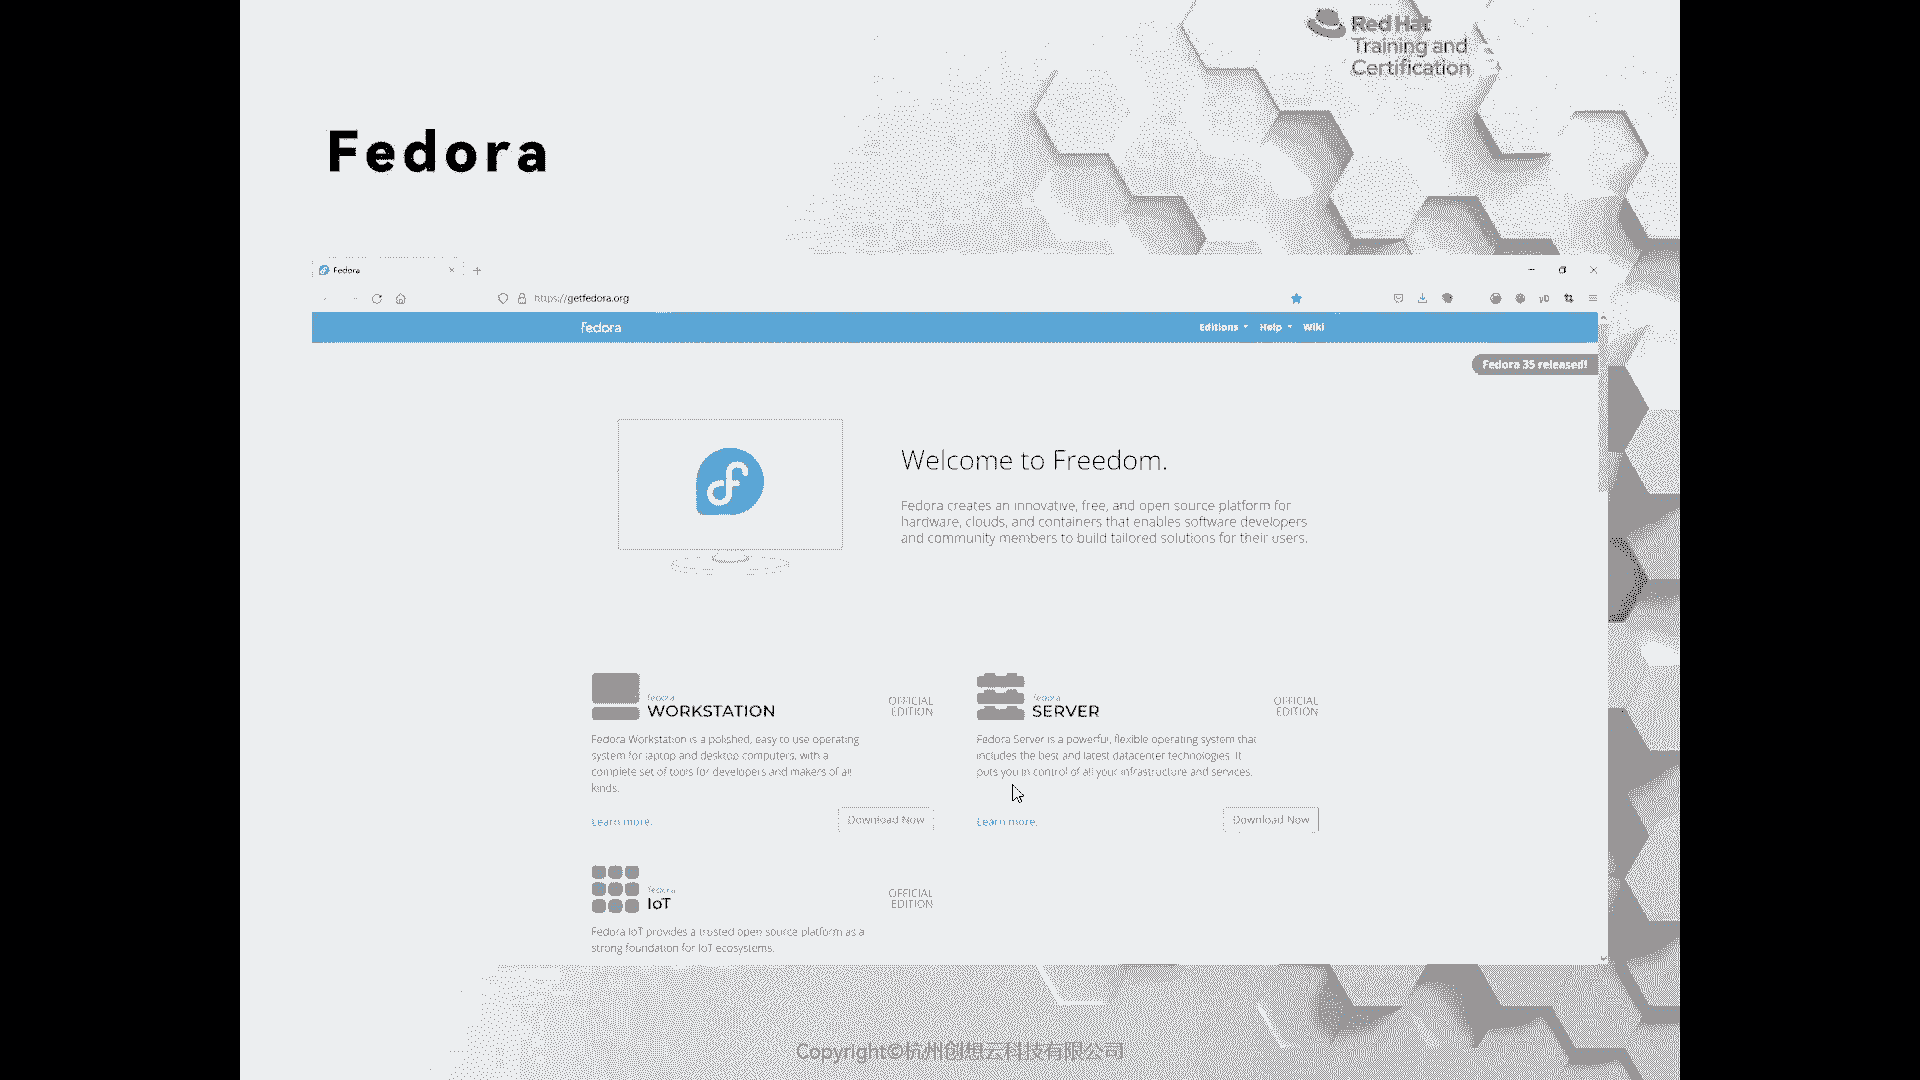 Red Hat
Training and
Certification
Fedora
Fedora
https://getfedora.org
fedora
Editions
Help
Wiki
Fedora 35 released!
Welcome to Freedom.
Fedora creates an innovative, free, and open source platform for
hardware, clouds, and containers that enables software developers
and community members to build tailored solutions for their users.
fedora
WORKSTATION
OFFICIAL
EDITION
Fedora Workstation is a polished, easy to use operating
system for laptop and desktop computers, with a
complete set of tools for developers and makers of all
kinds.
Learn more.
Download Now
fedora
SERVER
OFFICIAL
EDITION
Fedora Server is a powerful, flexible operating system that
includes the best and latest datacenter technologies. It
puts you in control of all your infrastructure and services.
Learn more.
Download Now
fedora
IoT
OFFICIAL
EDITION
Fedora IoT provides a trusted open source platform as a
strong foundation for IoT ecosystems.
Copyright©杭州创想云科技有限公司